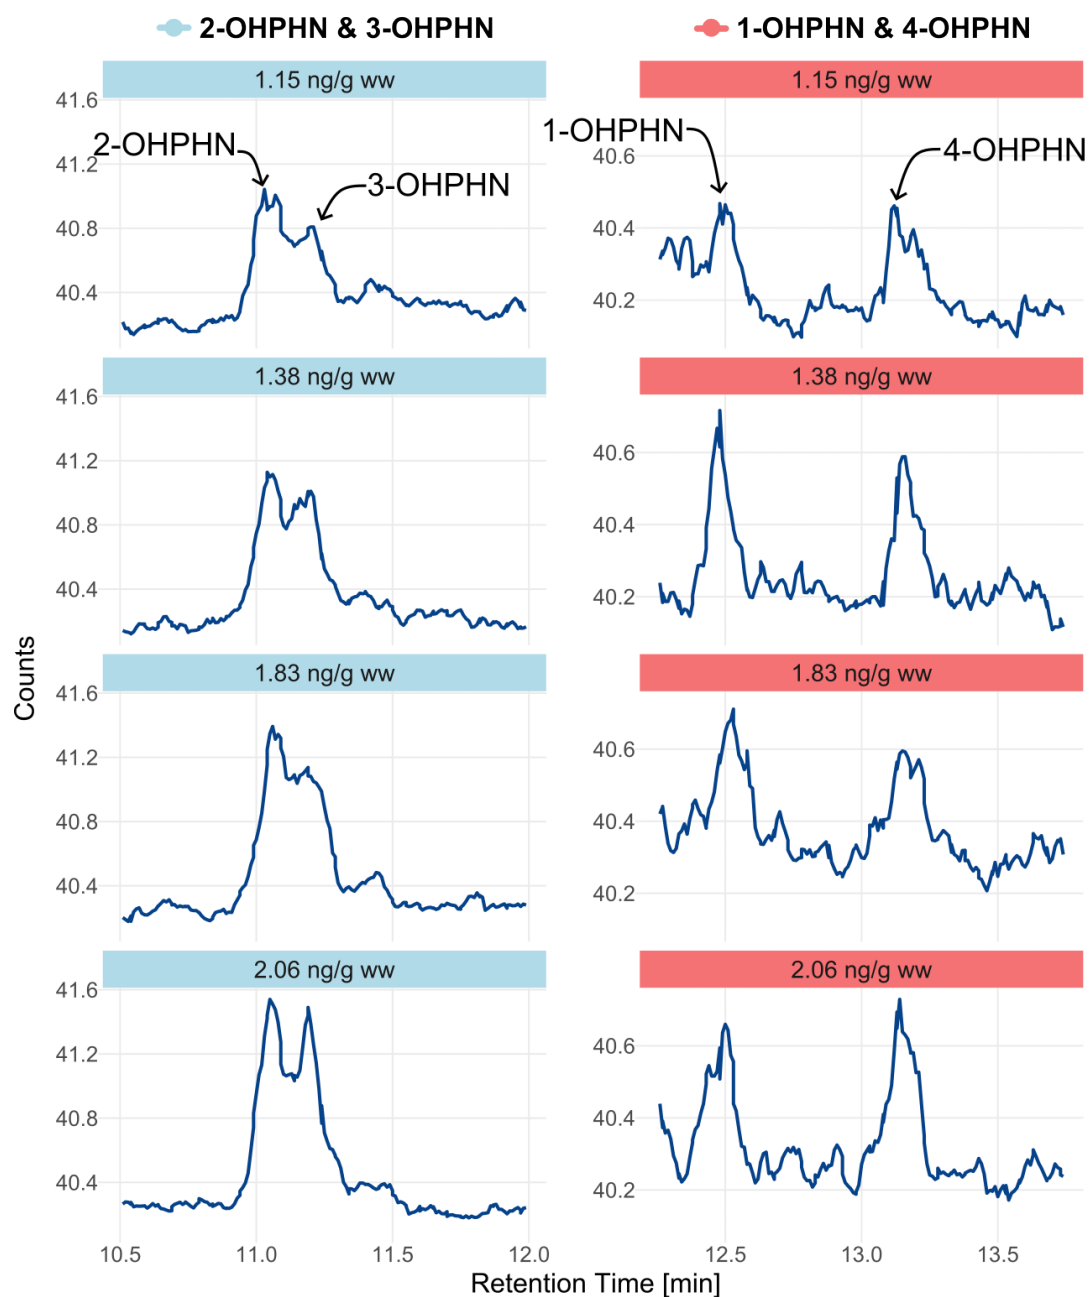 2-OHPHN & 3-OHPHN
1-OHPHN & 4-OHPHN
1.15 ng/g ww
1.15 ng/g ww
41.6
41.2
40.8
40.4
2-OHPHN
3-OHPHN
40.6
40.4
40.2
1-OHPHN
4-OHPHN
1.38 ng/g ww
1.38 ng/g ww
41.6
41.2
40.8
40.4
40.6
40.4
40.2
Counts
1.83 ng/g ww
1.83 ng/g ww
41.6
41.2
40.8
40.4
40.6
40.4
40.2
2.06 ng/g ww
2.06 ng/g ww
41.6
41.2
40.8
40.4
40.6
40.4
40.2
10.5 11.0 11.5 12.0
12.5 13.0 13.5
Retention Time [min]